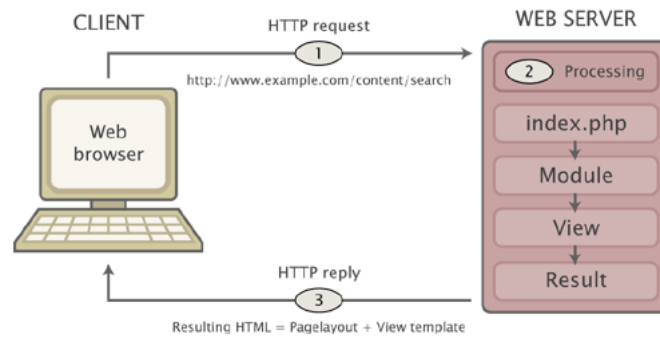 CLIENT
HTTP request
1
http://www.example.com/content/search
WEB SERVER
2 Processing
index.php
Module
View
Result
Web
browser
HTTP reply
3
Resulting HTML = Pagelayout + View template